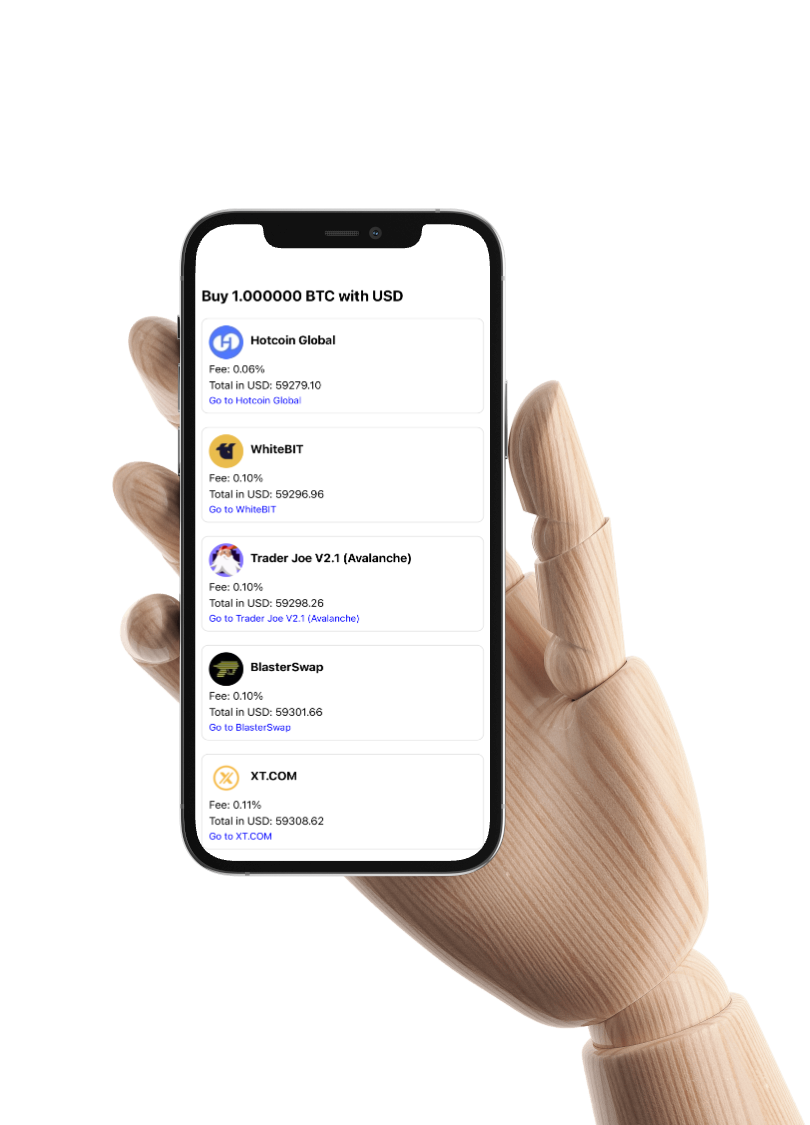 Buy 1.000000 BTC with USD
Hotcoin Global
Fee: 0.06%
Total in USD: 59279.10
Go to Hotcoin Global
WhiteBIT
Fee: 0.10%
Total in USD: 59296.96
Go to WhiteBIT
Trader Joe V2.1 (Avalanche)
Fee: 0.10%
Total in USD: 59298.26
Go to Trader Joe V2.1 (Avalanche)
BlasterSwap
Fee: 0.10%
Total in USD: 59301.66
Go to BlasterSwap
XT.COM
Fee: 0.11%
Total in USD: 59308.62
Go to XT.COM